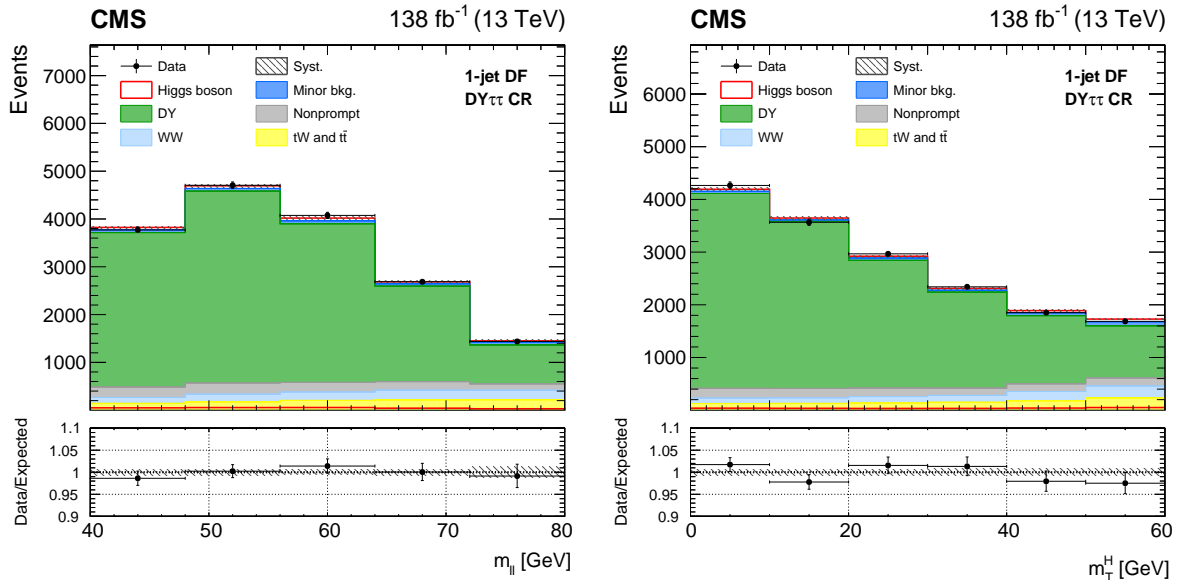 CMS 138 fb⁻¹ (13 TeV)
Events
7000
6000
5000
4000
3000
2000
1000
Data Syst.
Higgs boson Minor bkg.
DY Nonprompt
WW tW and tt̄
1-jet DF
DYττ CR
Data/Expected
1.1
1.05
1
0.95
0.9
40 50 60 70 80
m_ll [GeV]
CMS 138 fb⁻¹ (13 TeV)
Events
6000
5000
4000
3000
2000
1000
Data Syst.
Higgs boson Minor bkg.
DY Nonprompt
WW tW and tt̄
1-jet DF
DYττ CR
Data/Expected
1.1
1.05
1
0.95
0.9
0 20 40 60
m_T^H [GeV]